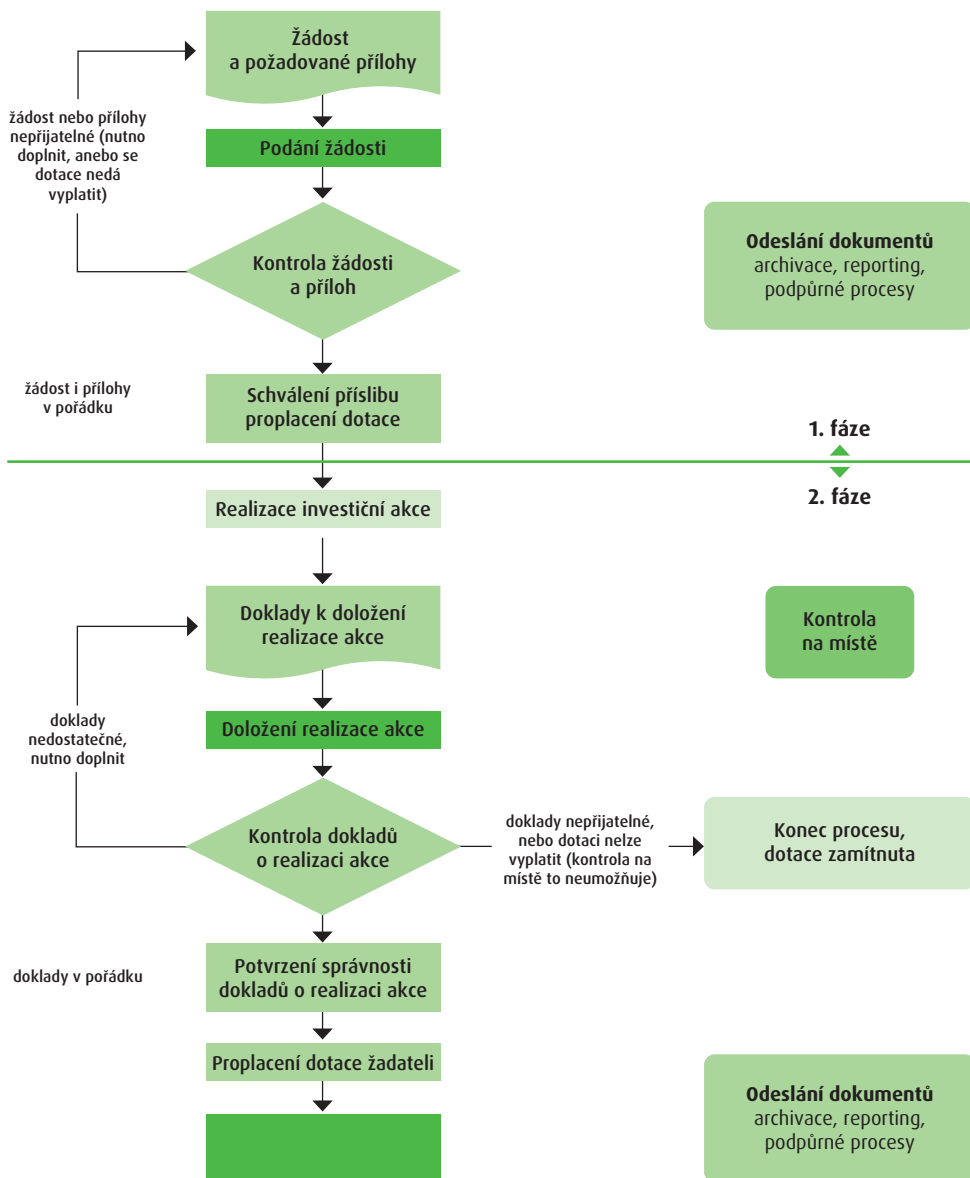 Žádost
a požadované přílohy
žádost nebo přílohy
nepřijatelné (nutno
doplnit, anebo se
dotace nedá
vyplatit)
Podání žádosti
Kontrola žádosti
a příloh
Odeslání dokumentů
archivace, reporting,
podpůrné procesy
žádost i přílohy
v pořádku
Schválení příslibu
proplacení dotace
1. fáze
2. fáze
Realizace investiční akce
Doklady k doložení
realizace akce
Kontrola
na místě
doklady
nedostatečné,
nutno doplnit
Doložení realizace akce
Kontrola dokladů
o realizaci akce
doklady nepřijatelné,
nebo dotaci nelze
vyplatit (kontrola na
místě to neumožňuje)
Konec procesu,
dotace zamítnuta
doklady v pořádku
Potvrzení správnosti
dokladů o realizaci akce
Proplacení dotace žadateli
Odeslání dokumentů
archivace, reporting,
podpůrné procesy